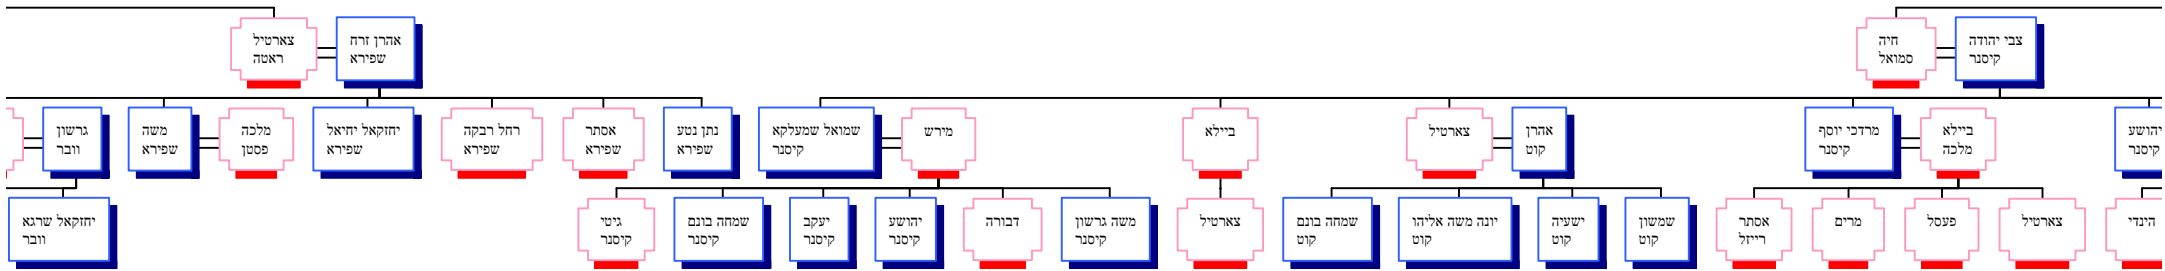 חיה
סמואל
צבי יהודה
קיסנר
צארטיל
ראטה
אהרן זרח
שפירא
יהושע
קיסנר
ביילא
מלכה
מרדכי יוסף
קיסנר
אהרן
קוט
צארטיל
ביילא
מירש
שמואל שמעלקא
קיסנר
נתן נטע
שפירא
אסתר
שפירא
רחל רבקה
שפירא
יחזקאל יחיאל
שפירא
מלכה
פסטן
משה
שפירא
גרשון
וובר
הינדי
צארטיל
פעסל
מרים
אסתר
רייזל
שמשון
קוט
ישעיה
קוט
יונה משה אליהו
קוט
שמחה בונם
קוט
צארטיל
משה גרשון
קיסנר
דבורה
יהושע
קיסנר
יעקב
קיסנר
שמחה בונם
קיסנר
גיטי
קיסנר
יחזקאל שרגא
וובר